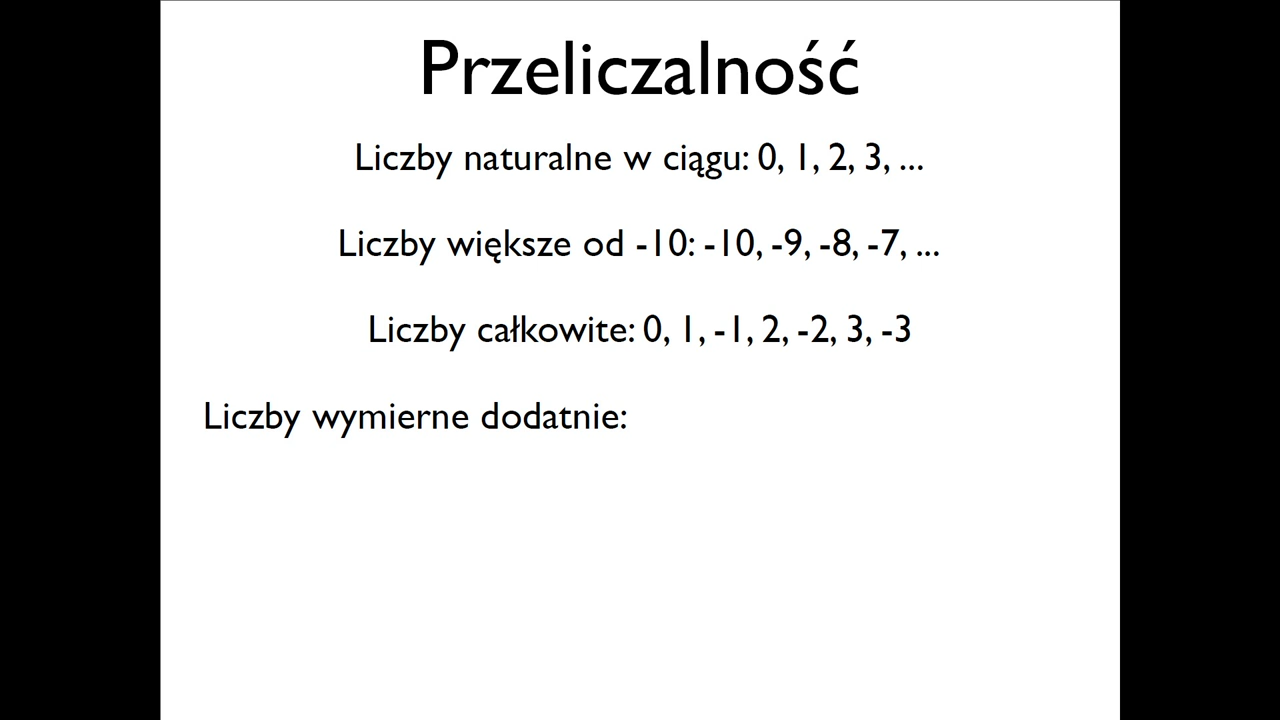 Przeliczalność
Liczby naturalne w ciągu: 0, 1, 2, 3, ...
Liczby większe od -10: -10, -9, -8, -7, ...
Liczby całkowite: 0, 1, -1, 2, -2, 3, -3
Liczby wymierne dodatnie: